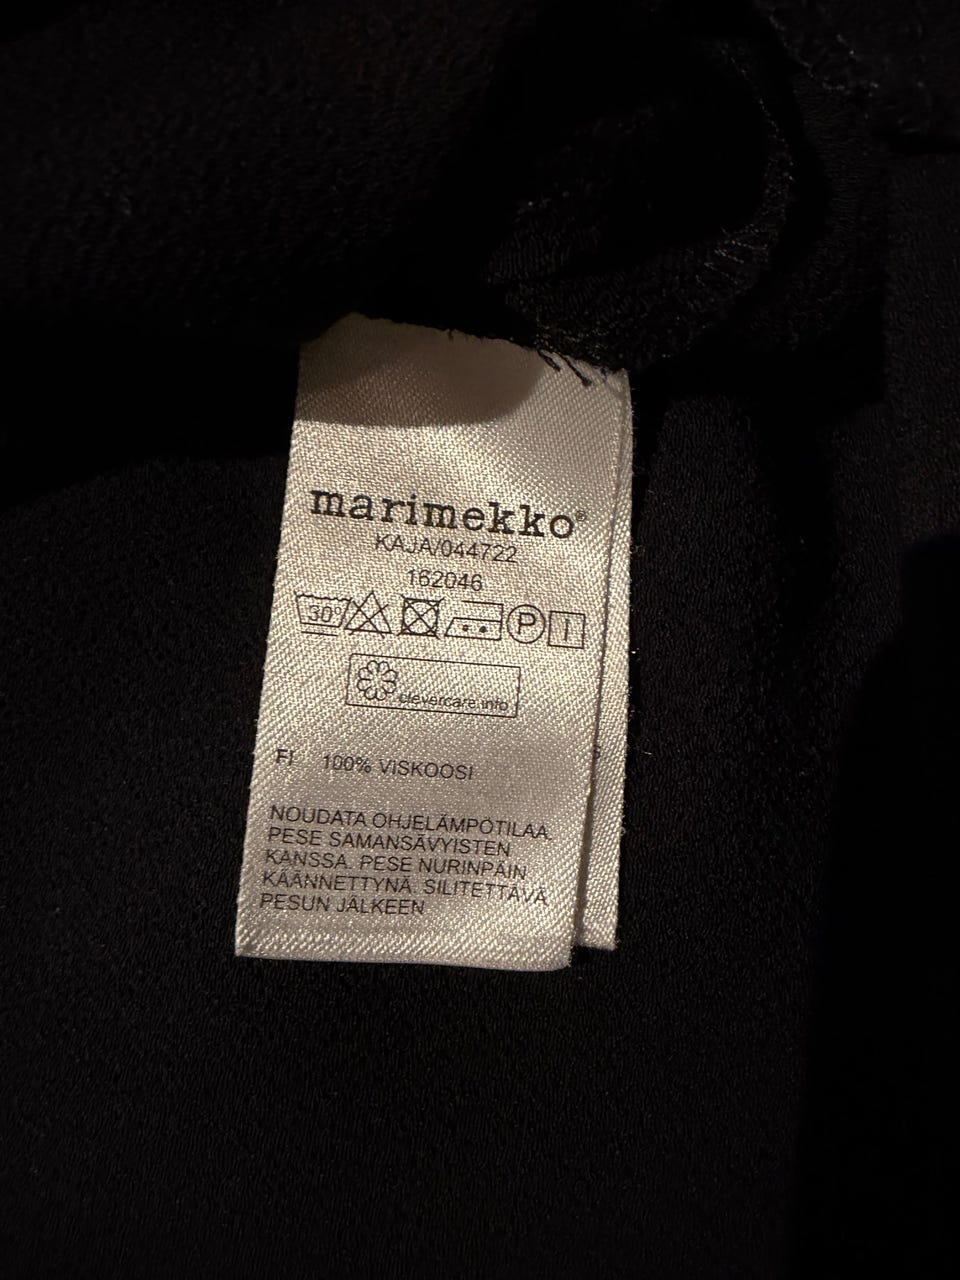 marimekko®
KAJA/044722
162046
30°
P
clevercare.info
FI 100% VISKOOSI
NOUDATA OHJELÄMPÖTILAA.
PESE SAMANSÄVYISTEN
KANSSA. PESE NURINPÄIN
KÄÄNNETTYNÄ. SILITETTÄVÄ
PESUN JÄLKEEN